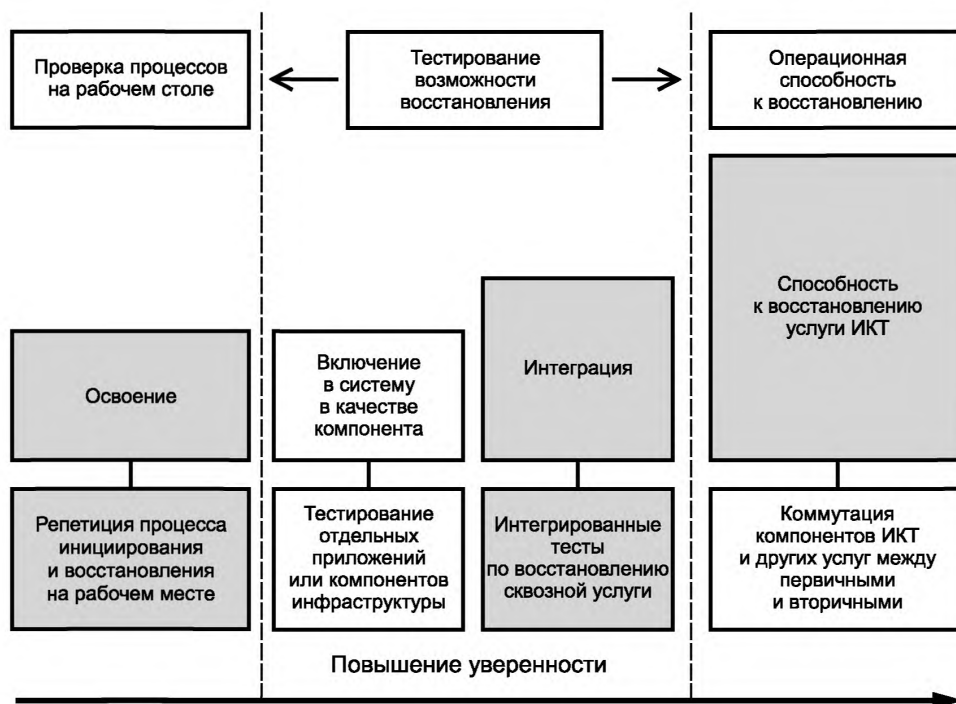 Проверка процессов
на рабочем столе
Тестирование
возможности
восстановления
Операционная
способность
к восстановлению
Освоение
Включение
в систему
в качестве
компонента
Интеграция
Способность
к восстановлению
услуги ИКТ
Репетиция процесса
инициирования
и восстановления
на рабочем месте
Тестирование
отдельных
приложений
или компонентов
инфраструктуры
Интегрированные
тесты
по восстановлению
сквозной услуги
Коммутация
компонентов ИКТ
и других услуг между
первичными
и вторичными
Повышение уверенности